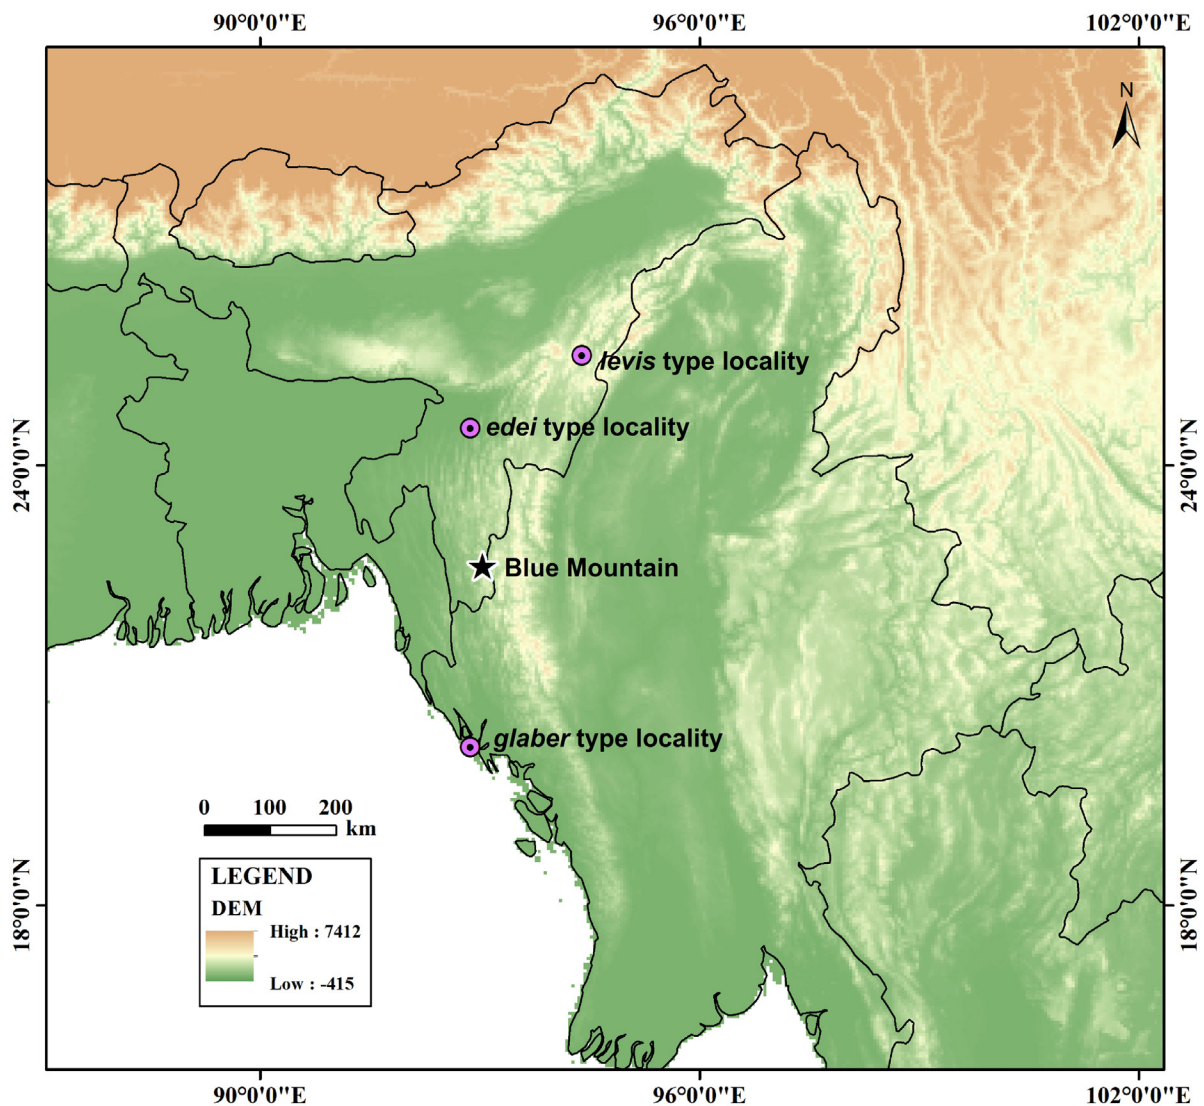 90°0'0"E 96°0'0"E 102°0'0"E
N
levis type locality
edei type locality
24°0'0"N 24°0'0"N
Blue Mountain
glaber type locality
0 100 200
km
LEGEND
DEM
High : 7412
Low : -415
18°0'0"N 18°0'0"N
90°0'0"E 96°0'0"E 102°0'0"E